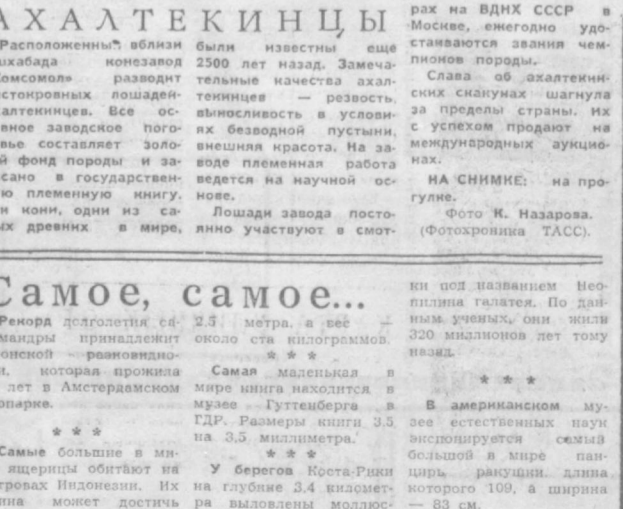 АХАЛТЕКИНЦЫ
Расположенный вблизи
шхабада конезавод
омсомол» разводит
стокровных лошадей-
алтекинцев. Все ос-
вное заводское пого-
вье составляет золо-
й фонд породы и за-
сано в государствен-
ю племенную книгу.
и кони, одни из са-
ых древних в мире,
были известны еще
2500 лет назад. Замеча-
тельные качества ахал-
текинцев — резвость,
выносливость в услови-
ях безводной пустыни,
внешняя красота. На за-
воде племенная работа
ведется на научной ос-
нове.
Лошади завода посто-
янно участвуют в смот-
рах на ВДНХ СССР в
Москве, ежегодно удо-
стаиваются звания чем-
пионов породы.
Слава об ахалтекин-
ских скакунах шагнула
за пределы страны. Их
с успехом продают на
международных аукцио-
нах.
НА СНИМКЕ: на про-
гулке.
Фото К. Назарова.
(Фотохроника ТАСС).
Самое, самое...
Рекорд долголетия са-
мандры принадлежит
онской — разновидно-
и, которая прожила
лет в Амстердамском
опарке.
* * *
Самые большие в ми-
ящерицы обитают на
тровах Индонезии. Их
ина может достичь
2,5 метра, а вес —
около ста килограммов.
* * *
Самая маленькая в
мире книга находится в
музее Гуттенберга в
ГДР. Размеры книги 3,5
на 3,5 миллиметра.
* * *
У берегов Коста-Рики
на глубине 3,4 километ-
ра выловлены моллюс-
ки под названием Нео-
пилина галатея. По дан-
ным ученых, они жили
320 миллионов лет тому
назад.
* * *
В американском му-
зее естественных наук
экспонируется самый
большой в мире пан-
цирь ракушки, длина
которого 109, а ширина
— 83 см.